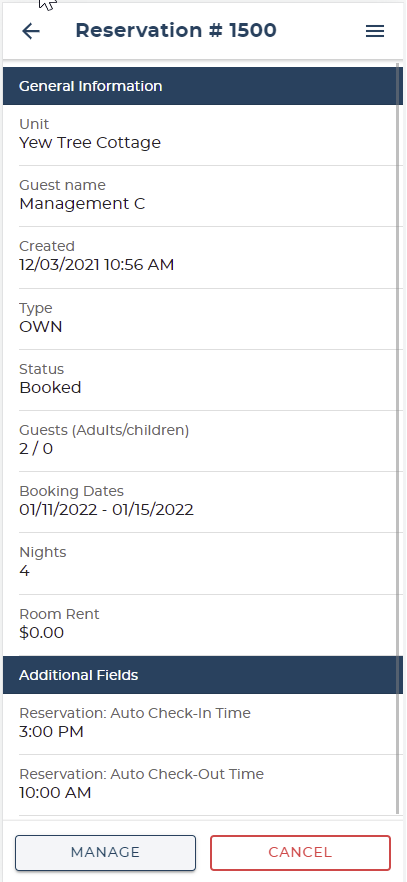 Reservation # 1500
General Information
Unit
Yew Tree Cottage
Guest name
Management C
Created
12/03/2021 10:56 AM
Type
OWN
Status
Booked
Guests (Adults/children)
2 / 0
Booking Dates
01/11/2022 - 01/15/2022
Nights
4
Room Rent
$0.00
Additional Fields
Reservation: Auto Check-In Time
3:00 PM
Reservation: Auto Check-Out Time
10:00 AM
MANAGE CANCEL